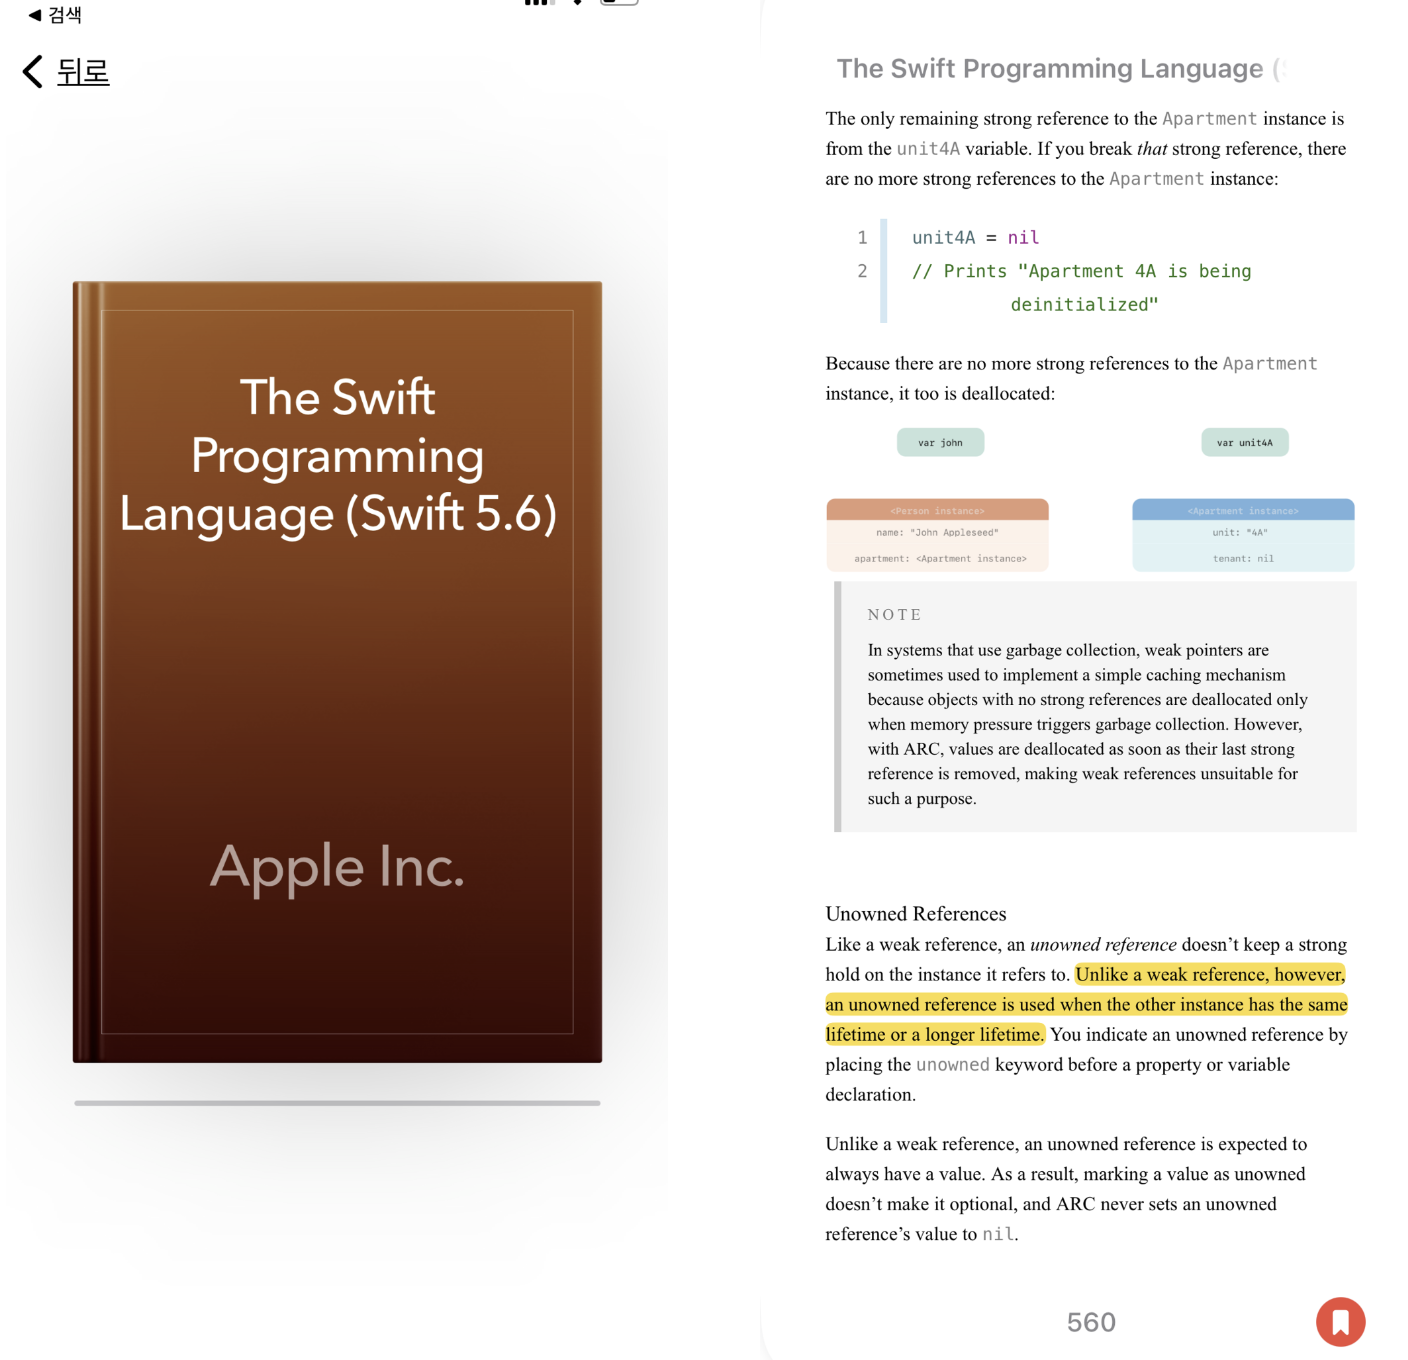 ◀ 검색
뒤로
The Swift
Programming
Language (Swift 5.6)
Apple Inc.
The Swift Programming Language (
The only remaining strong reference to the Apartment instance is
from the unit4A variable. If you break that strong reference, there
are no more strong references to the Apartment instance:
1 unit4A = nil
2 // Prints "Apartment 4A is being
deinitialized"
Because there are no more strong references to the Apartment
instance, it too is deallocated:
var john var unit4A
<Person instance> <Apartment instance>
name: "John Appleseed" unit: "4A"
apartment: <Apartment instance> tenant: nil
NOTE
In systems that use garbage collection, weak pointers are
sometimes used to implement a simple caching mechanism
because objects with no strong references are deallocated only
when memory pressure triggers garbage collection. However,
with ARC, values are deallocated as soon as their last strong
reference is removed, making weak references unsuitable for
such a purpose.
Unowned References
Like a weak reference, an unowned reference doesn’t keep a strong
hold on the instance it refers to. Unlike a weak reference, however,
an unowned reference is used when the other instance has the same
lifetime or a longer lifetime. You indicate an unowned reference by
placing the unowned keyword before a property or variable
declaration.
Unlike a weak reference, an unowned reference is expected to
always have a value. As a result, marking a value as unowned
doesn’t make it optional, and ARC never sets an unowned
reference’s value to nil.
560